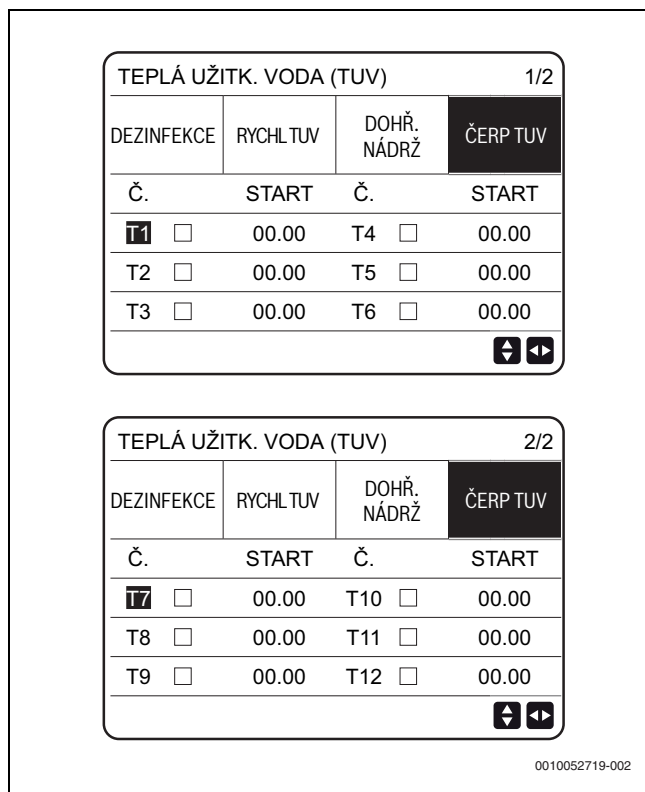 TEPLÁ UŽITK. VODA (TUV) 1/2
DEZINFEKCE RYCHL TUV DOHŘ. NÁDRŽ ČERP TUV
Č. START Č. START
T1 00.00 T4 00.00
T2 00.00 T5 00.00
T3 00.00 T6 00.00
TEPLÁ UŽITK. VODA (TUV) 2/2
DEZINFEKCE RYCHL TUV DOHŘ. NÁDRŽ ČERP TUV
Č. START Č. START
T7 00.00 T10 00.00
T8 00.00 T11 00.00
T9 00.00 T12 00.00
0010052719-002